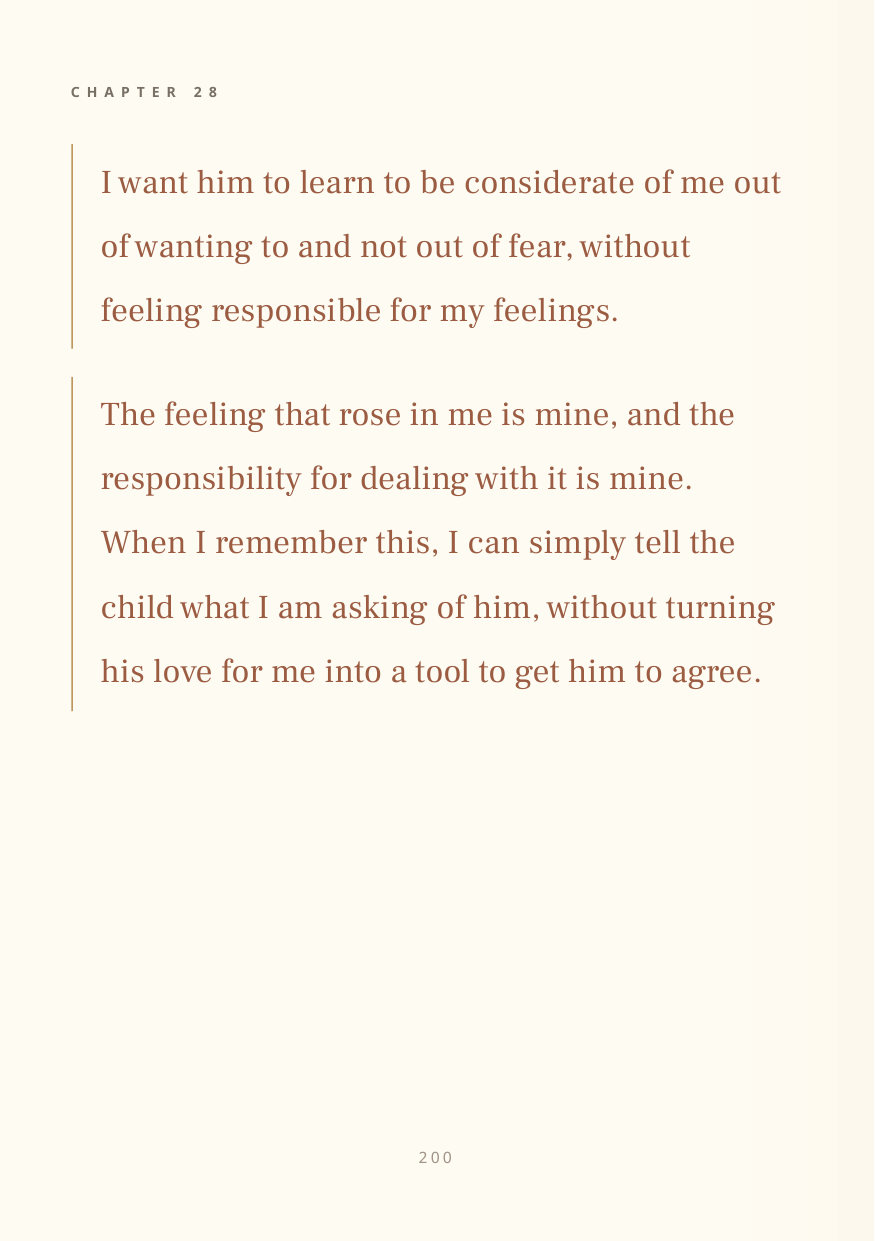 CHAPTER 28
I want him to learn to be considerate of me out
of wanting to and not out of fear, without
feeling responsible for my feelings.
The feeling that rose in me is mine, and the
responsibility for dealing with it is mine.
When I remember this, I can simply tell the
child what I am asking of him, without turning
his love for me into a tool to get him to agree.
200